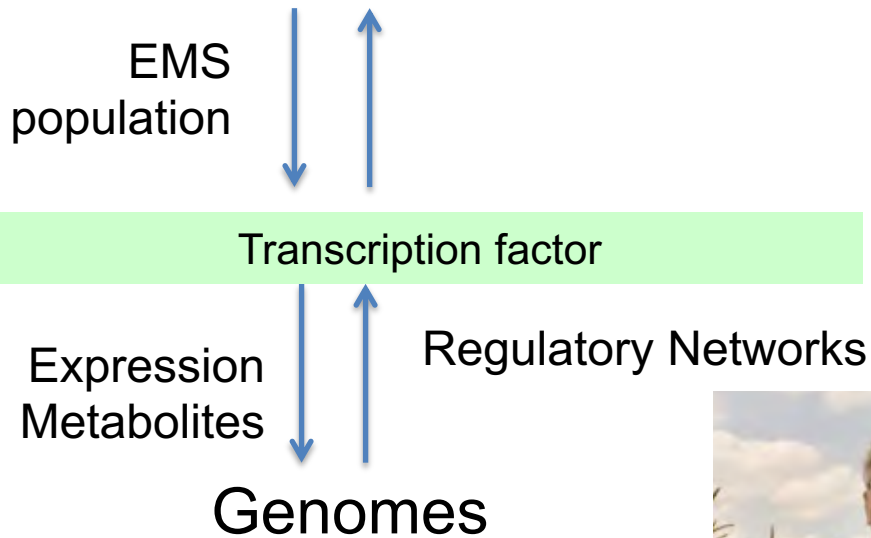 EMS
population
Transcription factor
Expression
Metabolites
Regulatory Networks
Genomes